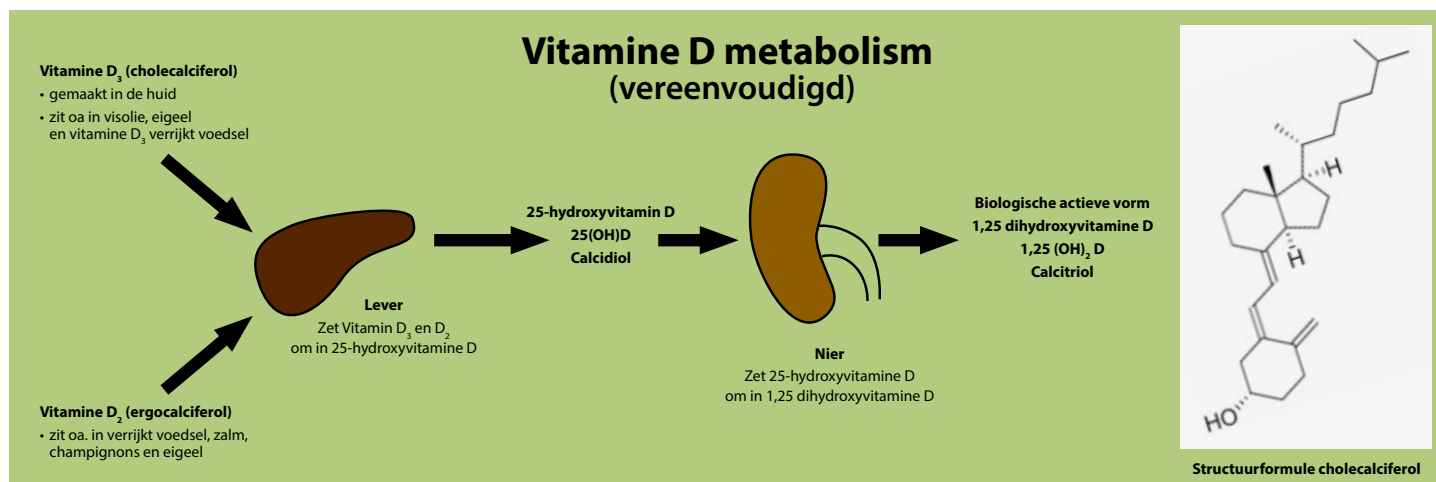 Vitamine D metabolism
(vereenvoudigd)
Vitamine D₃ (cholecalciferol)
• gemaakt in de huid
• zit oa in visolie, eigeel
en vitamine D₃ verrijkt voedsel
Lever
Zet Vitamin D₃ en D₂
om in 25-hydroxyvitamine D
Vitamine D₂ (ergocalciferol)
• zit oa. in verrijkt voedsel, zalm,
champignons en eigeel
25-hydroxyvitamin D
25(OH)D
Calcidiol
Nier
Zet 25-hydroxyvitamine D
om in 1,25 dihydroxyvitamine D
Biologische actieve vorm
1,25 dihydroxyvitamine D
1,25 (OH)₂ D
Calcitriol
H
H
HO
Structuurformule cholecalciferol